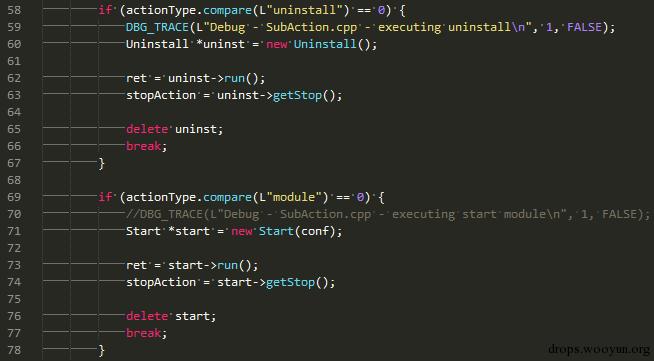 58 if (actionType.compare(L"uninstall") == 0) {
59 DBG_TRACE(L"Debug - SubAction.cpp - executing uninstall\n", 1, FALSE);
60 Uninstall *uninst = new Uninstall();
61
62 ret = uninst->run();
63 stopAction = uninst->getStop();
64
65 delete uninst;
66 break;
67 }
68
69 if (actionType.compare(L"module") == 0) {
70 //DBG_TRACE(L"Debug - SubAction.cpp - executing start module\n", 1, FALSE);
71 Start *start = new Start(conf);
72
73 ret = start->run();
74 stopAction = start->getStop();
75
76 delete start;
77 break;
78 }
drops.wooyun.org